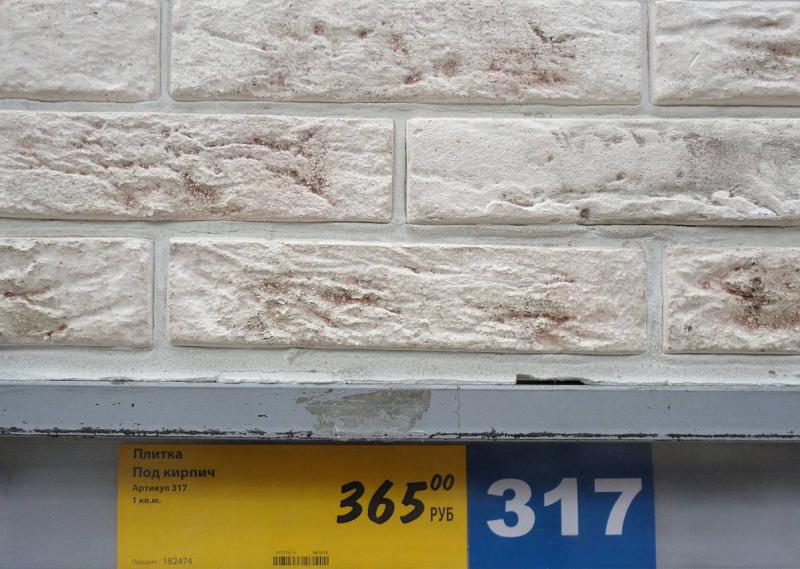 Плитка
Под кирпич
Артикул 317
1 кв.м.
365 00
РУБ
317
Продукт: 182474